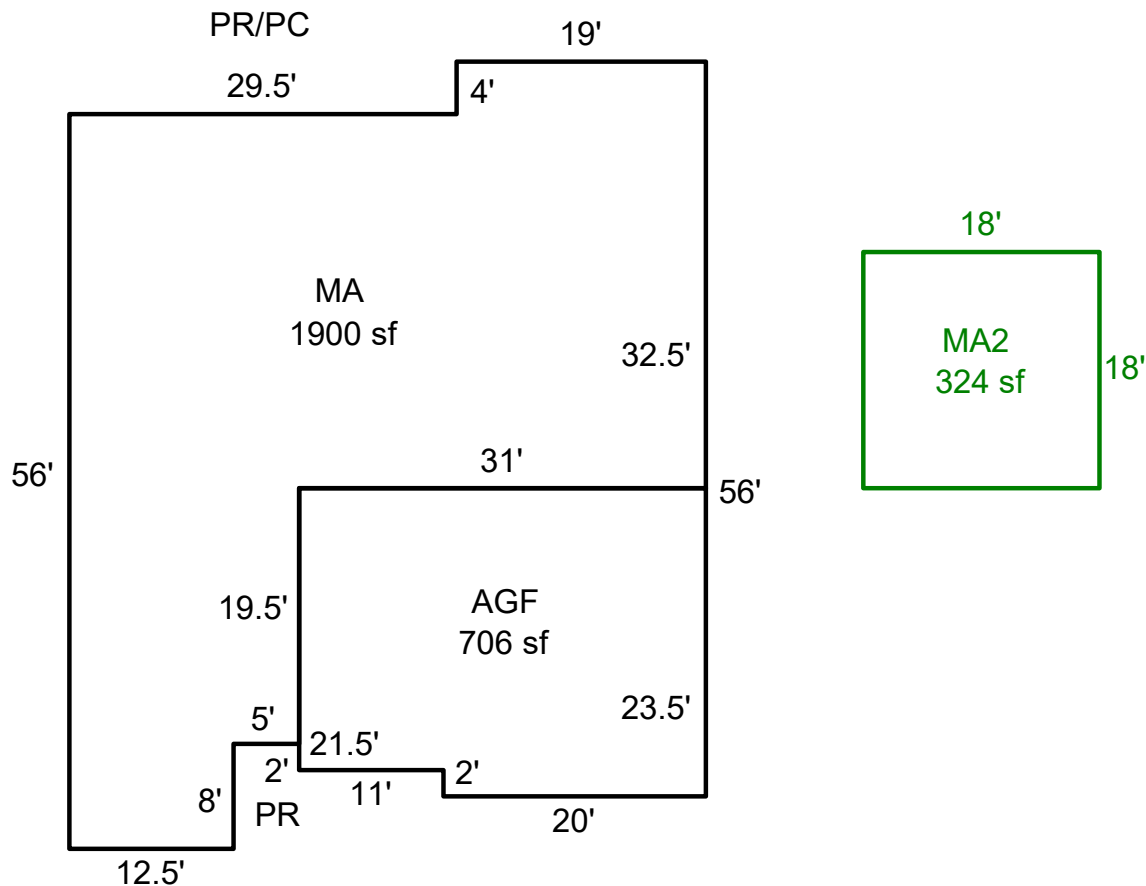 PR/PC
19'
29.5'
4'
18'
MA
1900 sf
MA2
324 sf
32.5'
18'
31'
56'
56'
AGF
706 sf
19.5'
23.5'
5'
21.5'
2'
2'
11'
8'
PR
20'
12.5'